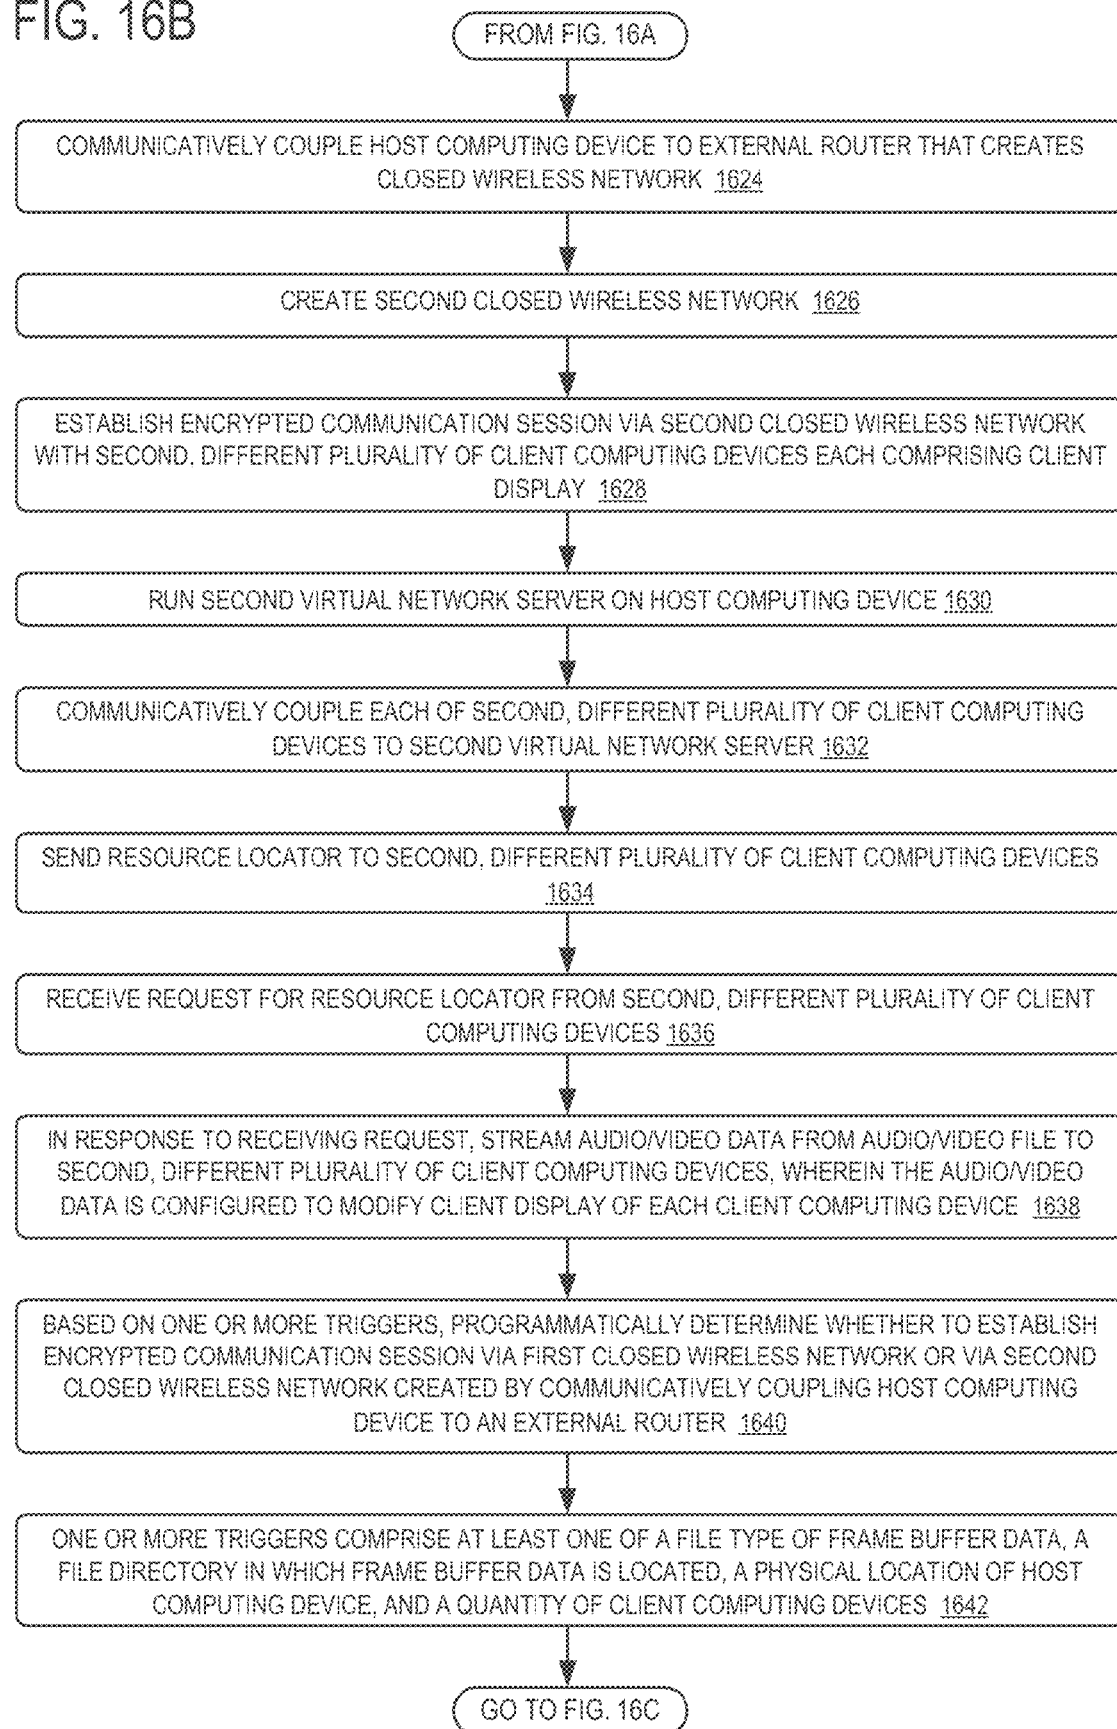 FIG. 16B
FROM FIG. 16A
COMMUNICATIVELY COUPLE HOST COMPUTING DEVICE TO EXTERNAL ROUTER THAT CREATES
CLOSED WIRELESS NETWORK 1624
CREATE SECOND CLOSED WIRELESS NETWORK 1626
ESTABLISH ENCRYPTED COMMUNICATION SESSION VIA SECOND CLOSED WIRELESS NETWORK
WITH SECOND. DIFFERENT PLURALITY OF CLIENT COMPUTING DEVICES EACH COMPRISING CLIENT
DISPLAY 1628
RUN SECOND VIRTUAL NETWORK SERVER ON HOST COMPUTING DEVICE 1630
COMMUNICATIVELY COUPLE EACH OF SECOND, DIFFERENT PLURALITY OF CLIENT COMPUTING
DEVICES TO SECOND VIRTUAL NETWORK SERVER 1632
SEND RESOURCE LOCATOR TO SECOND, DIFFERENT PLURALITY OF CLIENT COMPUTING DEVICES
1634
RECEIVE REQUEST FOR RESOURCE LOCATOR FROM SECOND, DIFFERENT PLURALITY OF CLIENT
COMPUTING DEVICES 1636
IN RESPONSE TO RECEIVING REQUEST, STREAM AUDIO/VIDEO DATA FROM AUDIO/VIDEO FILE TO
SECOND, DIFFERENT PLURALITY OF CLIENT COMPUTING DEVICES, WHEREIN THE AUDIO/VIDEO
DATA IS CONFIGURED TO MODIFY CLIENT DISPLAY OF EACH CLIENT COMPUTING DEVICE 1638
BASED ON ONE OR MORE TRIGGERS, PROGRAMMATICALLY DETERMINE WHETHER TO ESTABLISH
ENCRYPTED COMMUNICATION SESSION VIA FIRST CLOSED WIRELESS NETWORK OR VIA SECOND
CLOSED WIRELESS NETWORK CREATED BY COMMUNICATIVELY COUPLING HOST COMPUTING
DEVICE TO AN EXTERNAL ROUTER 1640
ONE OR MORE TRIGGERS COMPRISE AT LEAST ONE OF A FILE TYPE OF FRAME BUFFER DATA, A
FILE DIRECTORY IN WHICH FRAME BUFFER DATA IS LOCATED, A PHYSICAL LOCATION OF HOST
COMPUTING DEVICE, AND A QUANTITY OF CLIENT COMPUTING DEVICES 1642
GO TO FIG. 16C